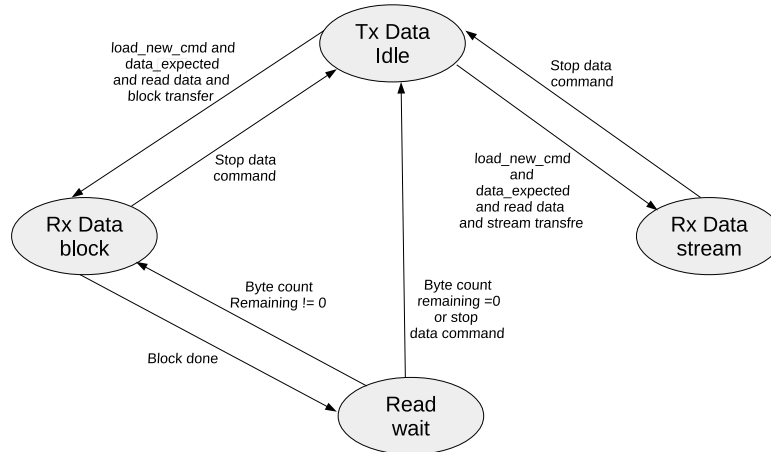 Tx Data
Idle
load_new_cmd and
data_expected
and read data and
block transfer
Stop data
command
Stop data
command
load_new_cmd
and
data_expected
and read data
and stream transfre
Rx Data
block
Rx Data
stream
Byte count
Remaining != 0
Byte count
remaining =0
or stop
data command
Block done
Read
wait